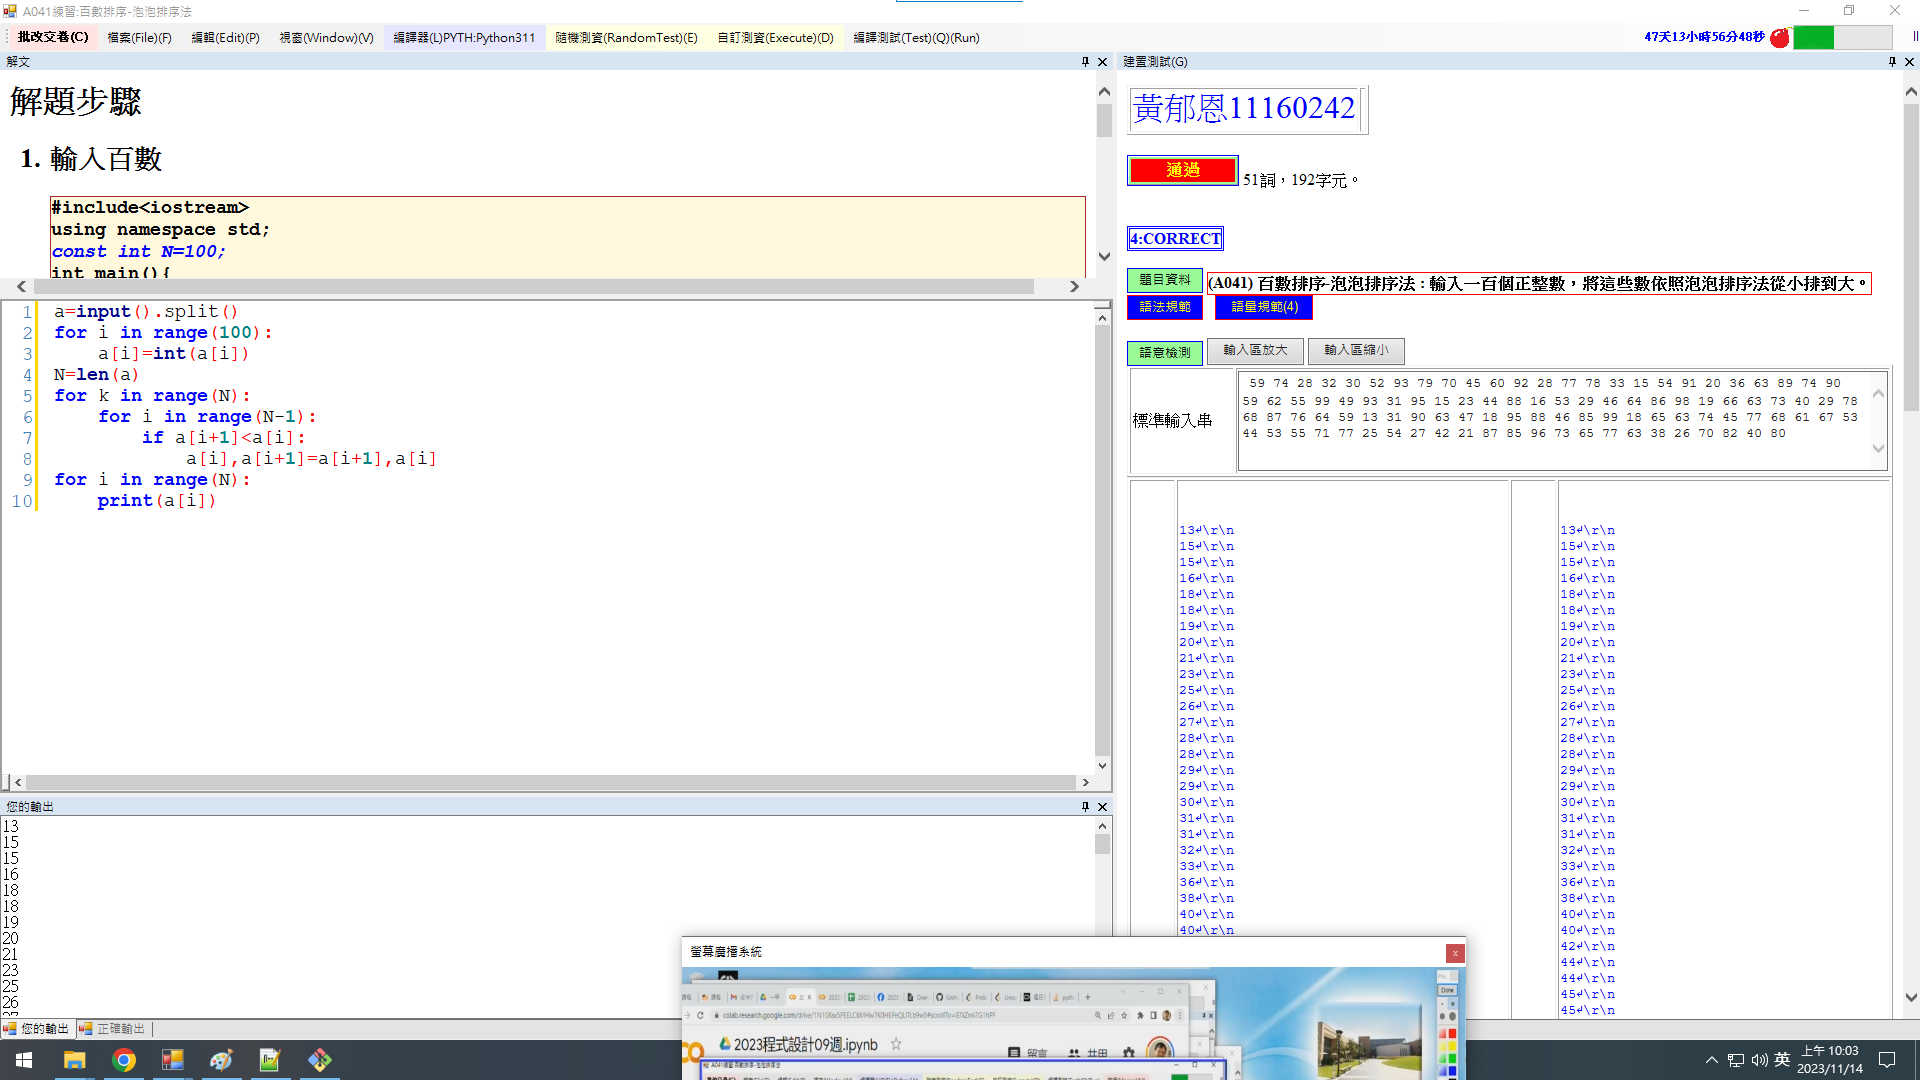 A041練習:百數排序-泡泡排序法
批改交卷(C) 檔案(File)(F) 編輯(Edit)(P) 視窗(Window)(V) 編譯器(L)PYTH:Python311 隨機測資(RandomTest)(E) 自訂測資(Execute)(D) 編譯測試(Test)(Q)(Run) 47天13小時56分48秒
解文
解題步驟
1. 輸入百數
#include<iostream>
using namespace std;
const int N=100;
int main(){
1 a=input().split()
2 for i in range(100):
3 a[i]=int(a[i])
4 N=len(a)
5 for k in range(N):
6 for i in range(N-1):
7 if a[i+1]<a[i]:
8 a[i],a[i+1]=a[i+1],a[i]
9 for i in range(N):
10 print(a[i])
您的輸出
13
15
15
16
18
18
19
20
21
23
25
26
27
您的輸出 正確輸出
建置測試(G)
黃郁恩11160242
通過 51詞，192字元。
4:CORRECT
題目資料 (A041) 百數排序-泡泡排序法 : 輸入一百個正整數，將這些數依照泡泡排序法從小排到大。
語法規範 語量規範(4)
語意檢測 輸入區放大 輸入區縮小
標準輸入串
59 74 28 32 30 52 93 79 70 45 60 92 28 77 78 33 15 54 91 20 36 63 89 74 90
59 62 55 99 49 93 31 95 15 23 44 88 16 53 29 46 64 86 98 19 66 63 73 40 29 78
68 87 76 64 59 13 31 90 63 47 18 95 88 46 85 99 18 65 63 74 45 77 68 61 67 53
44 53 55 71 77 25 54 27 42 21 87 85 96 73 65 77 63 38 26 70 82 40 80
13↵\r\n 13↵\r\n
15↵\r\n 15↵\r\n
15↵\r\n 15↵\r\n
16↵\r\n 16↵\r\n
18↵\r\n 18↵\r\n
18↵\r\n 18↵\r\n
19↵\r\n 19↵\r\n
20↵\r\n 20↵\r\n
21↵\r\n 21↵\r\n
23↵\r\n 23↵\r\n
25↵\r\n 25↵\r\n
26↵\r\n 26↵\r\n
27↵\r\n 27↵\r\n
28↵\r\n 28↵\r\n
28↵\r\n 28↵\r\n
29↵\r\n 29↵\r\n
29↵\r\n 29↵\r\n
30↵\r\n 30↵\r\n
31↵\r\n 31↵\r\n
31↵\r\n 31↵\r\n
32↵\r\n 32↵\r\n
33↵\r\n 33↵\r\n
36↵\r\n 36↵\r\n
38↵\r\n 38↵\r\n
40↵\r\n 40↵\r\n
40↵\r\n 40↵\r\n
42↵\r\n
44↵\r\n
44↵\r\n
45↵\r\n
45↵\r\n
螢幕廣播系統
Done
2023程式設計09週.ipynb
留言 共用
英 上午 10:03
2023/11/14